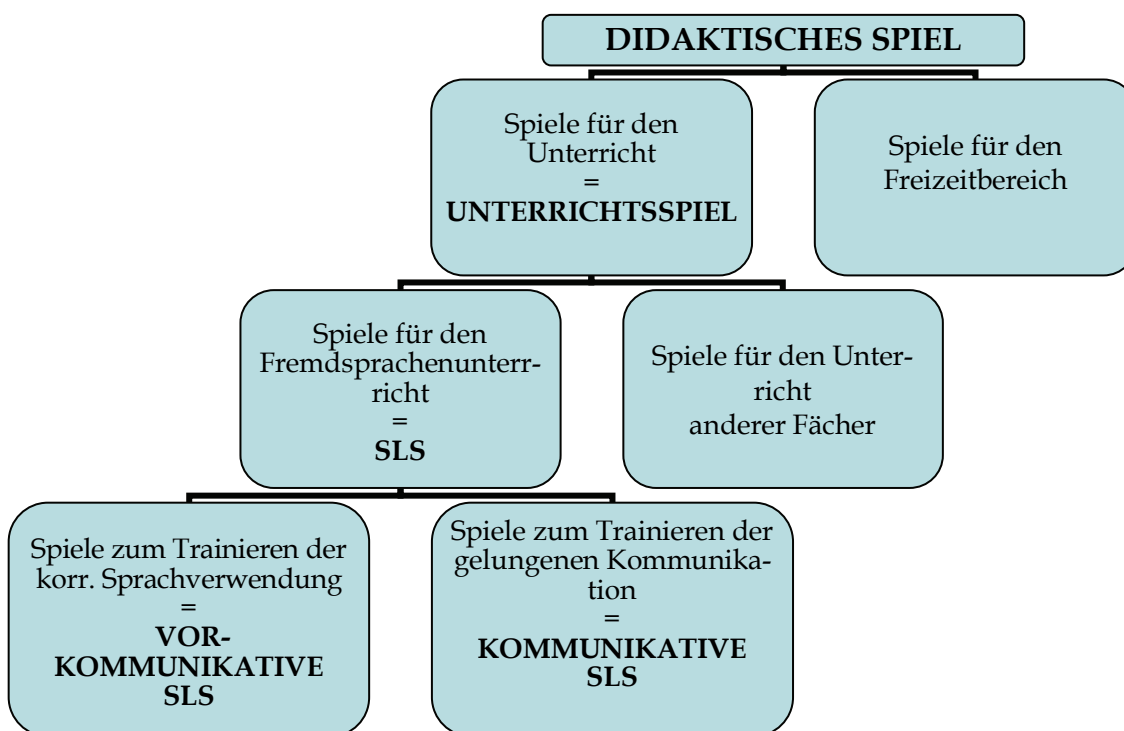 DIDAKTISCHES SPIEL
Spiele für den
Unterricht
=
UNTERRICHTSSPIEL
Spiele für den
Freizeitbereich
Spiele für den
Fremdsprachenunterr-
richt
=
SLS
Spiele für den Unter-
richt
anderer Fächer
Spiele zum Trainieren der
korr. Sprachverwendung
=
VOR-
KOMMUNIKATIVE
SLS
Spiele zum Trainieren der
gelungenen Kommunika-
tion
=
KOMMUNIKATIVE
SLS